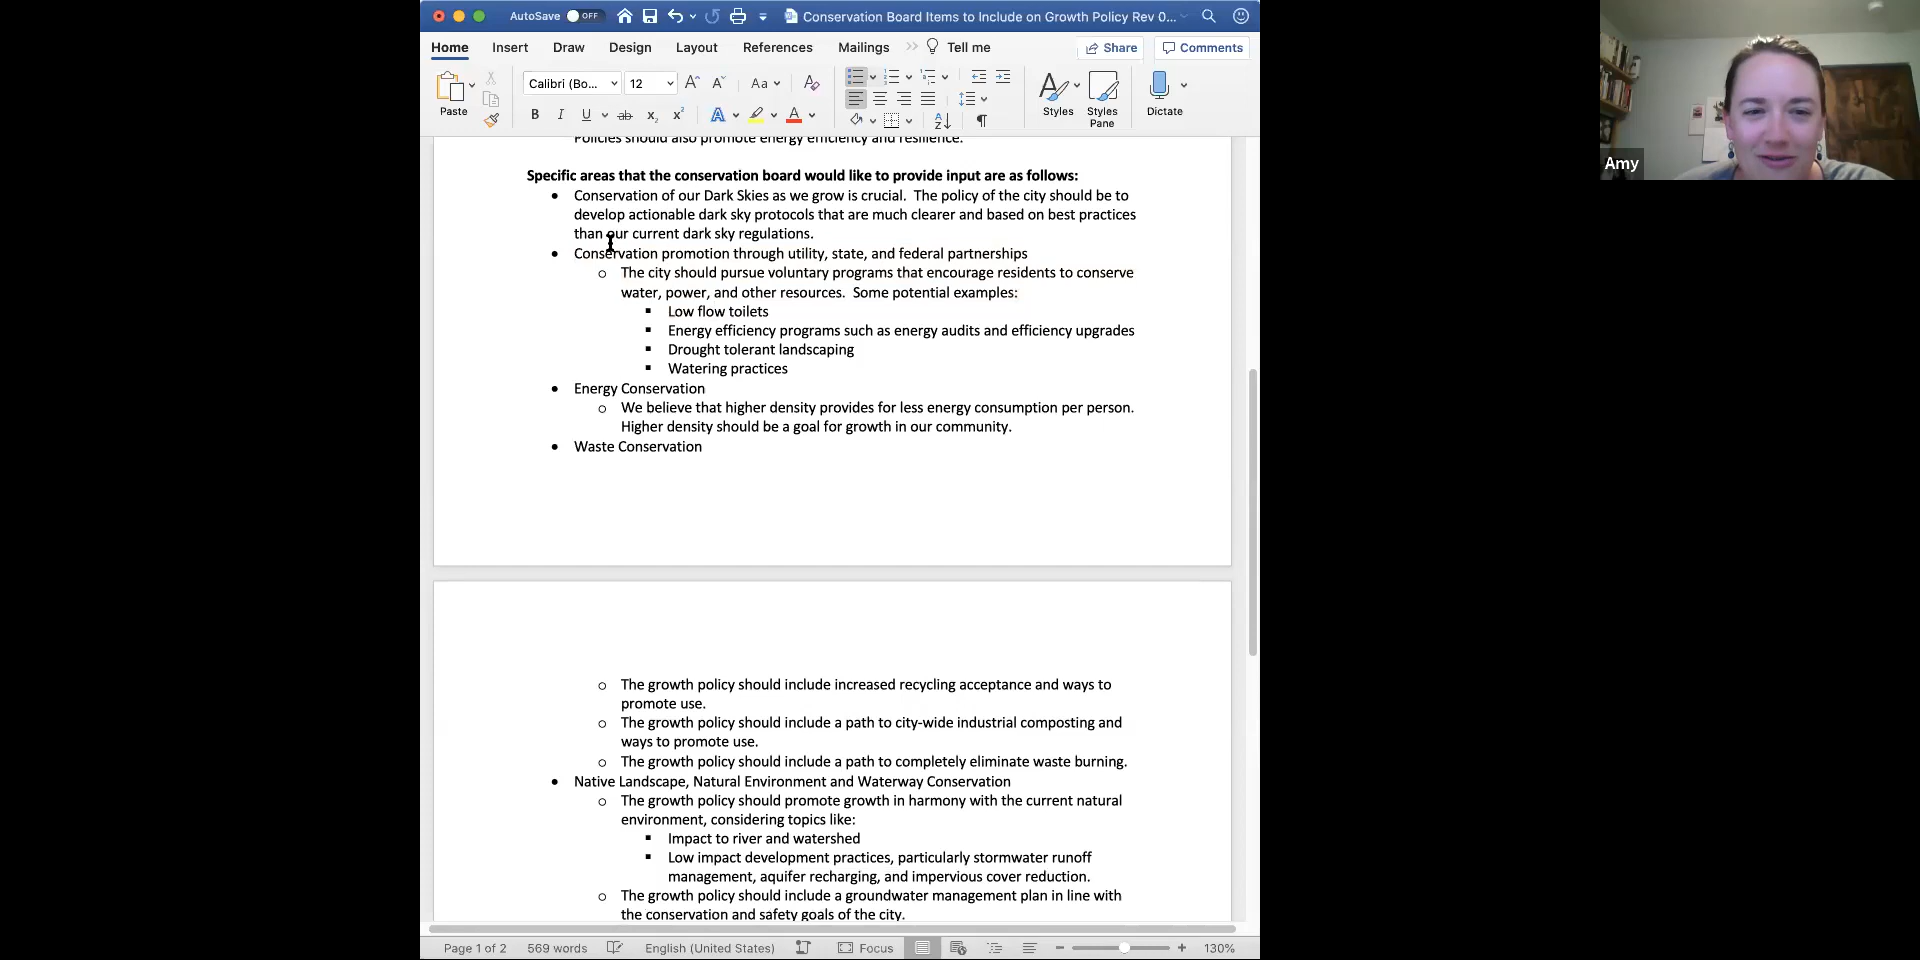 AutoSave OFF
Conservation Board Items to Include on Growth Policy Rev 0...
Home Insert Draw Design Layout References Mailings Tell me Share Comments
Calibri (Bo... 12 Aa
Paste B I U ab x₂ x² A A Styles Styles Pane Dictate
Policies should also promote energy efficiency and resilience.
Specific areas that the conservation board would like to provide input are as follows:
• Conservation of our Dark Skies as we grow is crucial. The policy of the city should be to
develop actionable dark sky protocols that are much clearer and based on best practices
than our current dark sky regulations.
• Conservation promotion through utility, state, and federal partnerships
o The city should pursue voluntary programs that encourage residents to conserve
water, power, and other resources. Some potential examples:
▪ Low flow toilets
▪ Energy efficiency programs such as energy audits and efficiency upgrades
▪ Drought tolerant landscaping
▪ Watering practices
• Energy Conservation
o We believe that higher density provides for less energy consumption per person.
Higher density should be a goal for growth in our community.
• Waste Conservation
o The growth policy should include increased recycling acceptance and ways to
promote use.
o The growth policy should include a path to city-wide industrial composting and
ways to promote use.
o The growth policy should include a path to completely eliminate waste burning.
• Native Landscape, Natural Environment and Waterway Conservation
o The growth policy should promote growth in harmony with the current natural
environment, considering topics like:
▪ Impact to river and watershed
▪ Low impact development practices, particularly stormwater runoff
management, aquifer recharging, and impervious cover reduction.
o The growth policy should include a groundwater management plan in line with
the conservation and safety goals of the city.
Page 1 of 2 569 words English (United States) Focus 130%
Amy